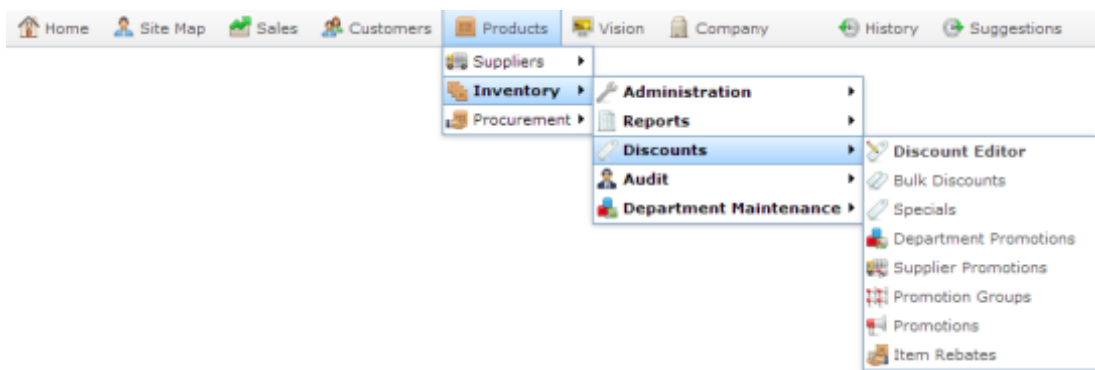 Home Site Map Sales Customers Products Vision Company History Suggestions
Suppliers
Inventory Administration
Procurement Reports
Discounts Discount Editor
Audit Bulk Discounts
Department Maintenance Specials
Department Promotions
Supplier Promotions
Promotion Groups
Promotions
Item Rebates